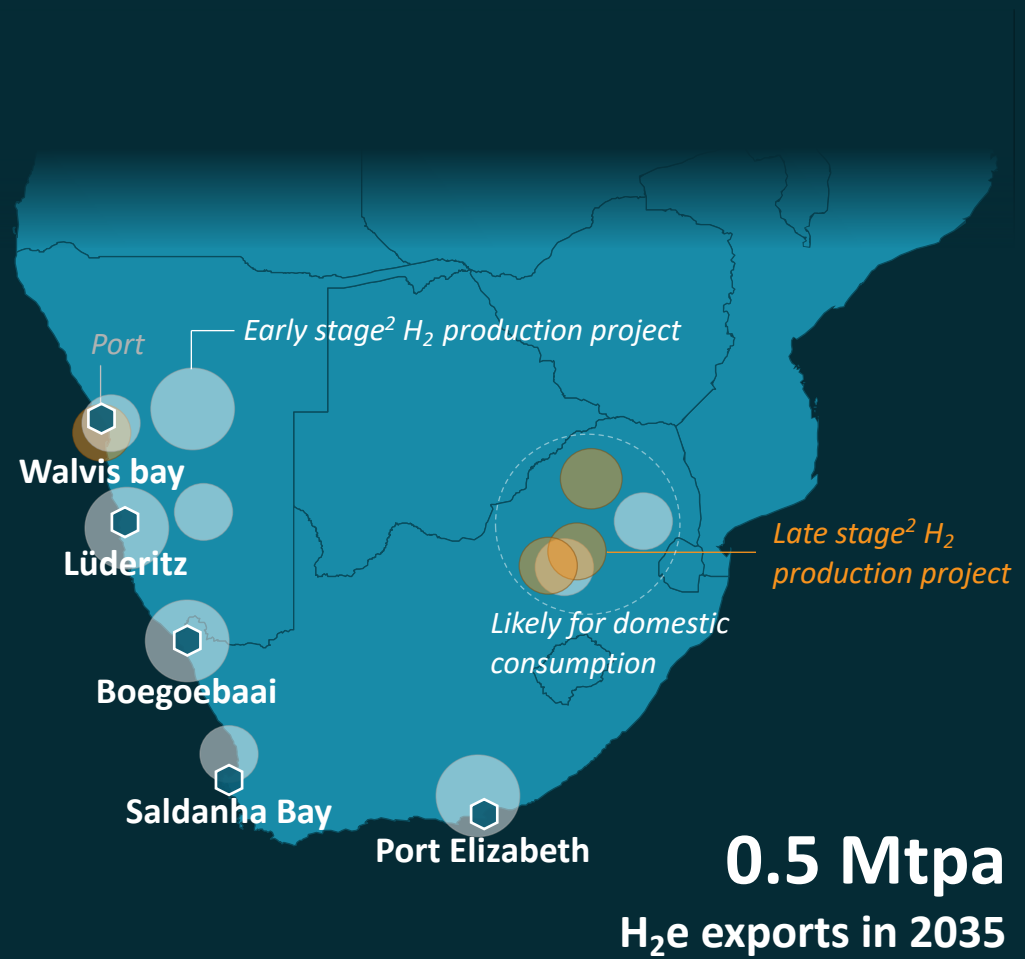 Early stage² H₂ production project
Port
Walvis bay
Lüderitz
Late stage² H₂
production project
Likely for domestic
consumption
Boegoebaai
Saldanha Bay
Port Elizabeth
0.5 Mtpa
H₂e exports in 2035